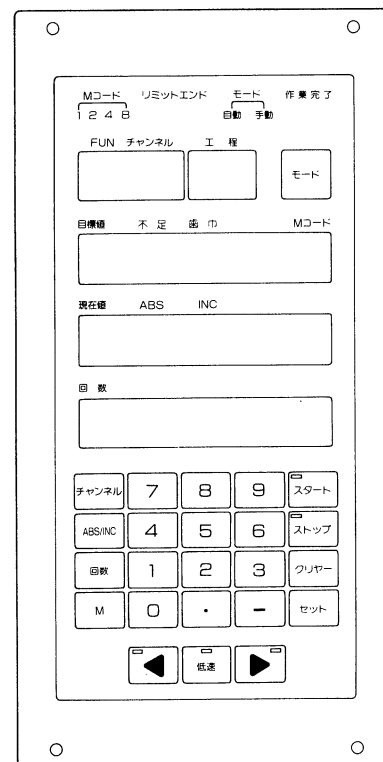 Mコード リミットエンド モード 作業完了
1 2 4 8 自動 手動
FUN チャンネル 工 程
モード
目標値 不 足 歯 巾 Mコード
現在値 ABS INC
回 数
チャンネル 7 8 9 スタート
ABS/INC 4 5 6 ストップ
回数 1 2 3 クリヤー
M 0 . − セット
低速